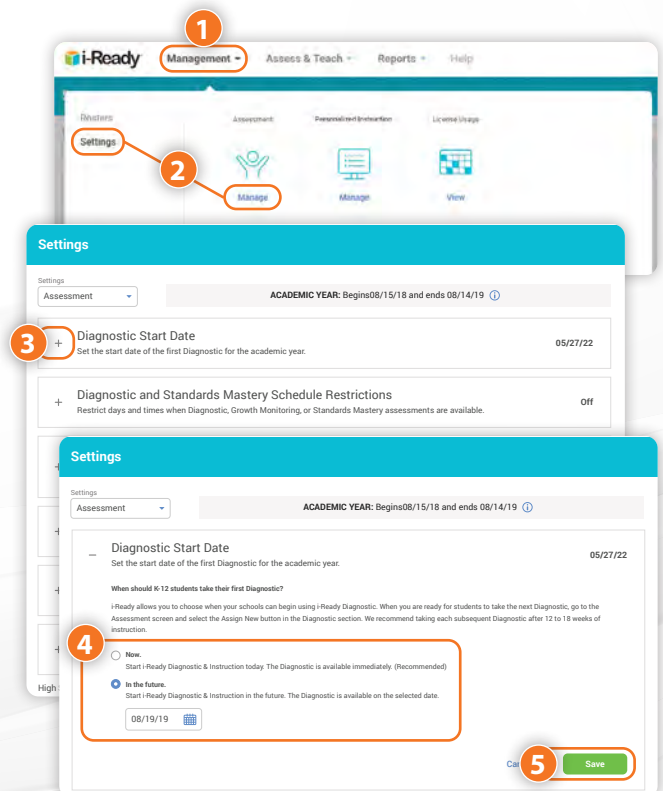 1
i-Ready Management Assess & Teach Reports Help
Rosters
Settings
Assessment Personalized Instruction License Usage
2
Manage Manage View
Settings
Settings
Assessment
ACADEMIC YEAR: Begins08/15/18 and ends 08/14/19
3
+ Diagnostic Start Date 05/27/22
Set the start date of the first Diagnostic for the academic year.
+ Diagnostic and Standards Mastery Schedule Restrictions Off
Restrict days and times when Diagnostic, Growth Monitoring, or Standards Mastery assessments are available.
High
Settings
Settings
Assessment
ACADEMIC YEAR: Begins08/15/18 and ends 08/14/19
– Diagnostic Start Date 05/27/22
Set the start date of the first Diagnostic for the academic year.
When should K-12 students take their first Diagnostic?
i-Ready allows you to choose when your schools can begin using i-Ready Diagnostic. When you are ready for students to take the next Diagnostic, go to the
Assessment screen and select the Assign New button in the Diagnostic section. We recommend taking each subsequent Diagnostic after 12 to 18 weeks of
instruction.
4
Now.
Start i-Ready Diagnostic & Instruction today. The Diagnostic is available immediately. (Recommended)
In the future.
Start i-Ready Diagnostic & Instruction in the future. The Diagnostic is available on the selected date.
08/19/19
5
Save